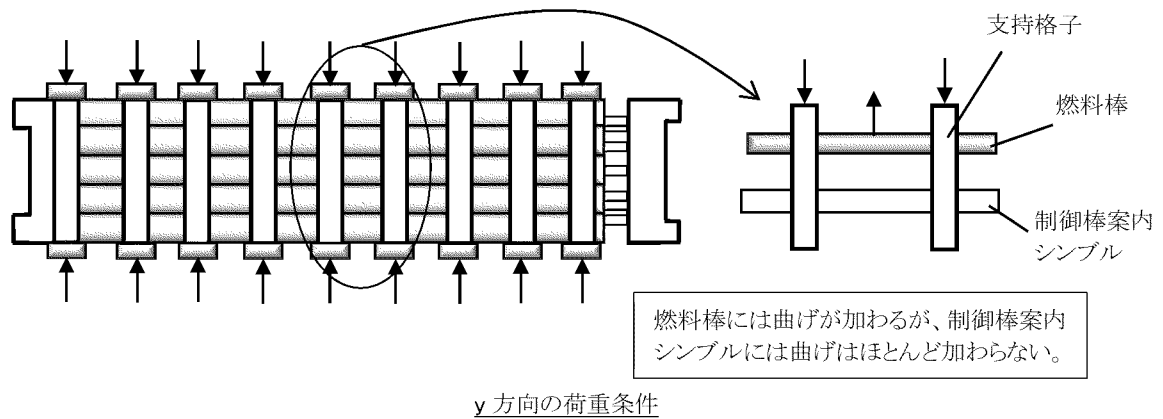 支持格子
燃料棒
制御棒案内
シンブル
燃料棒には曲げが加わるが、制御棒案内
シンブルには曲げはほとんど加わらない。
y 方向の荷重条件